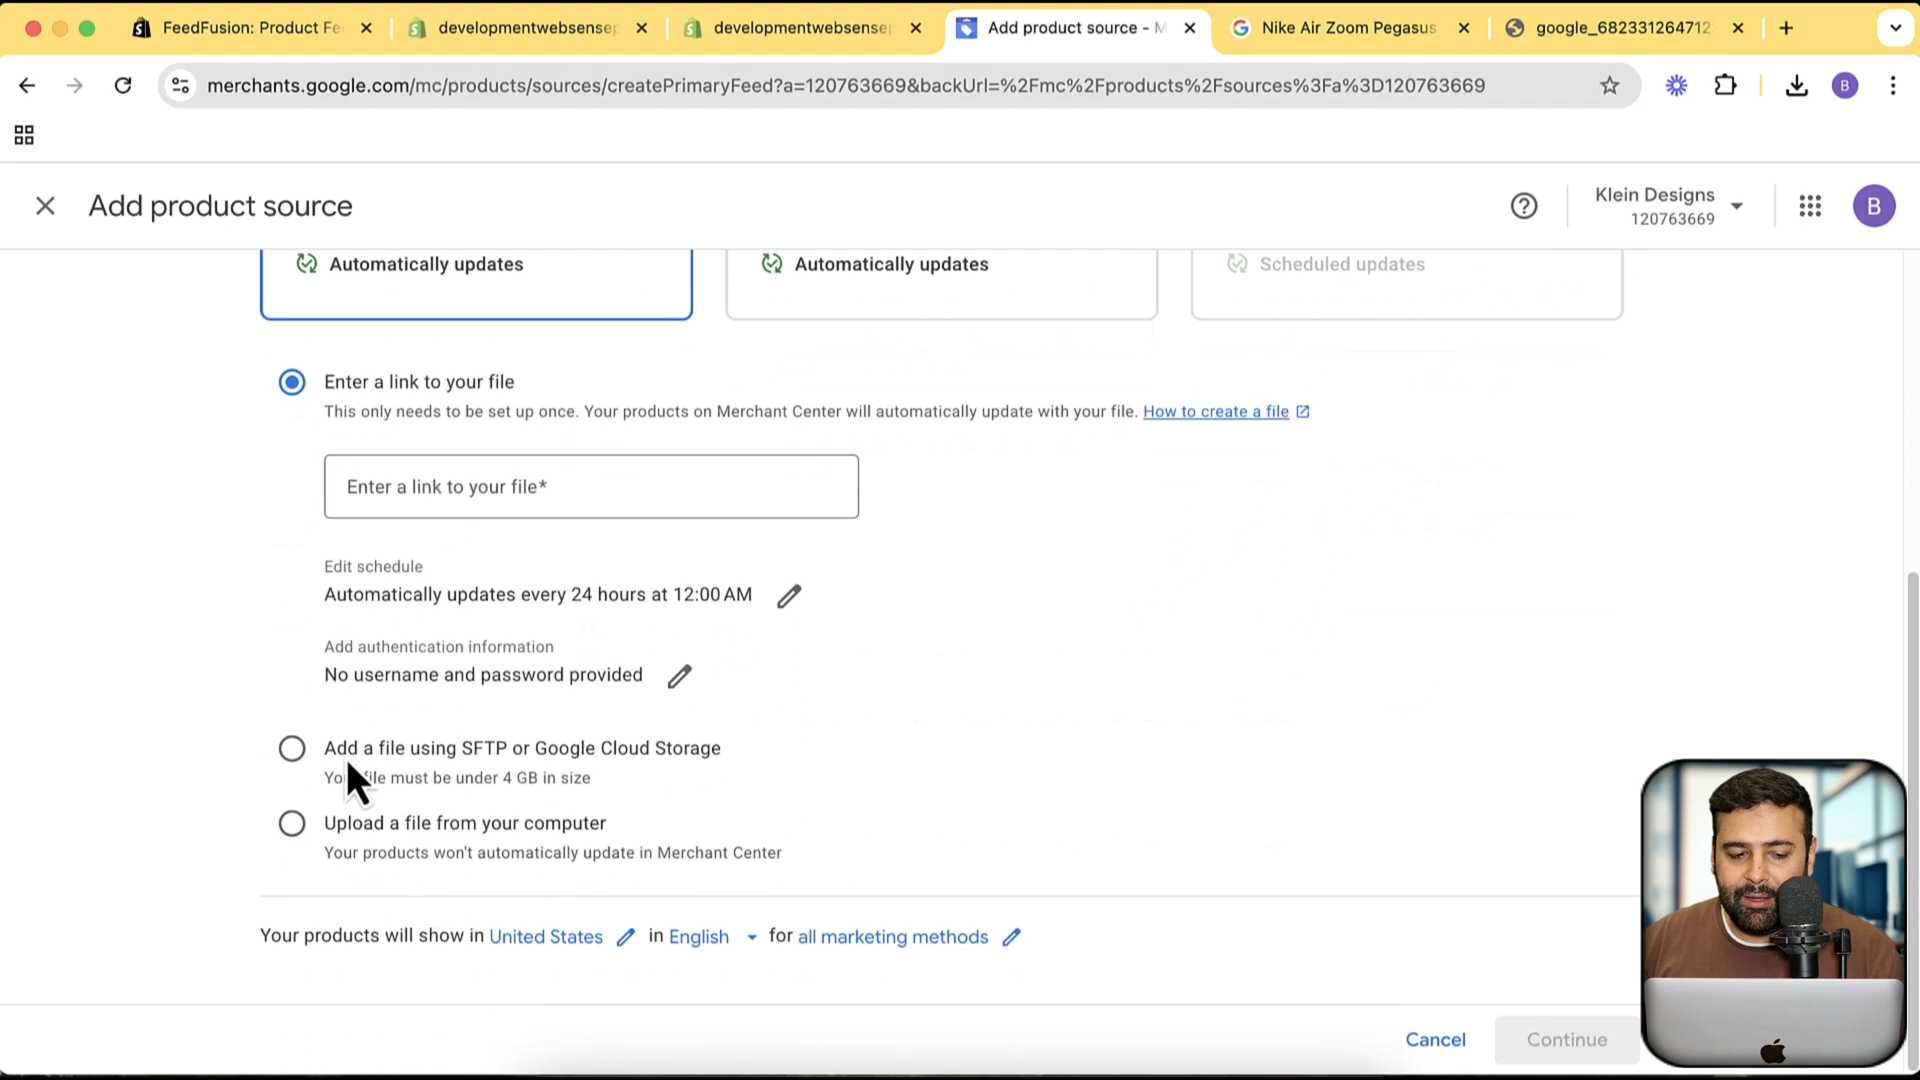 FeedFusion: Product Fe
developmentwebsensep
developmentwebsensep
Add product source - M
Nike Air Zoom Pegasus
google_68233126471​2
merchants.google.com/mc/products/sources/createPrimaryFeed?a=120763669&backUrl=%2Fmc%2Fproducts%2Fsources%3Fa%3D120763669
B
Add product source
Klein Designs
120763669
B
Automatically updates
Automatically updates
Scheduled updates
Enter a link to your file
This only needs to be set up once. Your products on Merchant Center will automatically update with your file. How to create a file
Enter a link to your file*
Edit schedule
Automatically updates every 24 hours at 12:00 AM
Add authentication information
No username and password provided
Add a file using SFTP or Google Cloud Storage
file must be under 4 GB in size
Upload a file from your computer
Your products won't automatically update in Merchant Center
Your products will show in United States in English for all marketing methods
Cancel
Continue